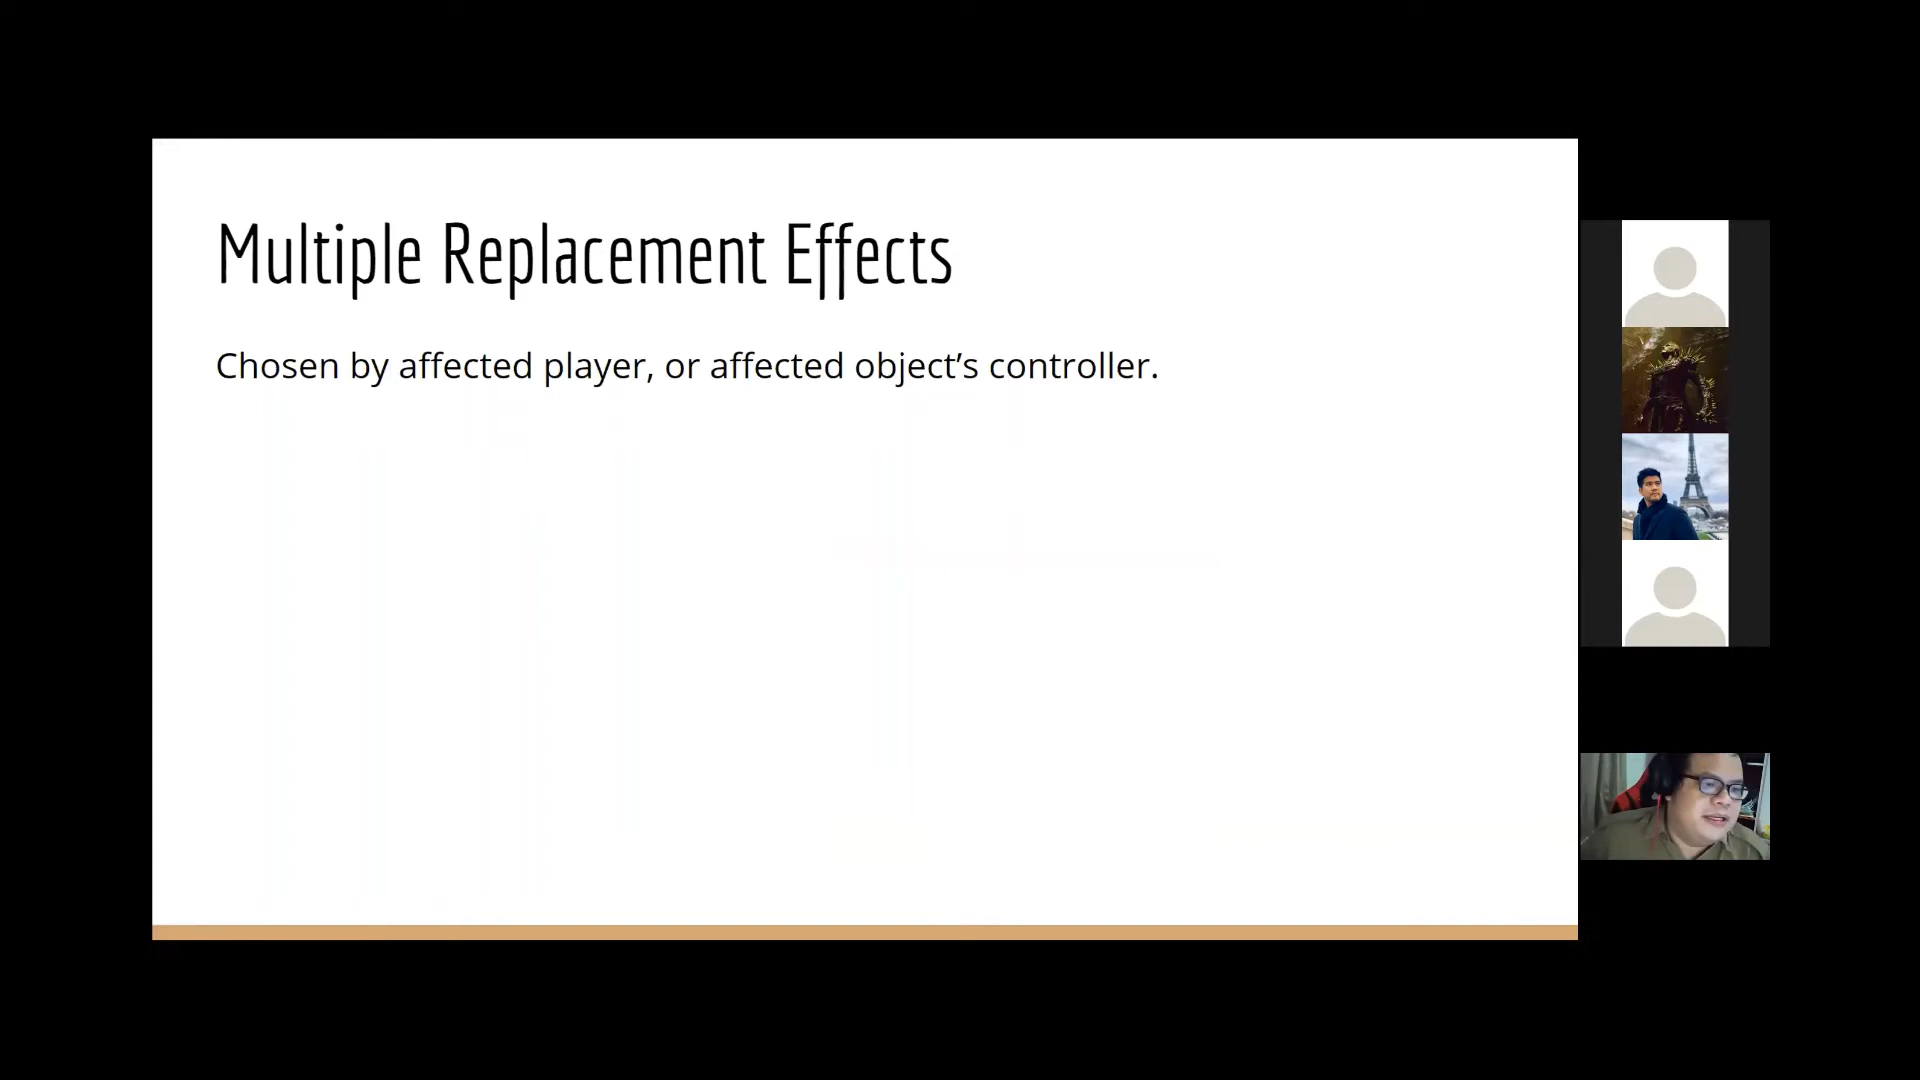 Multiple Replacement Effects
Chosen by affected player, or affected object’s controller.